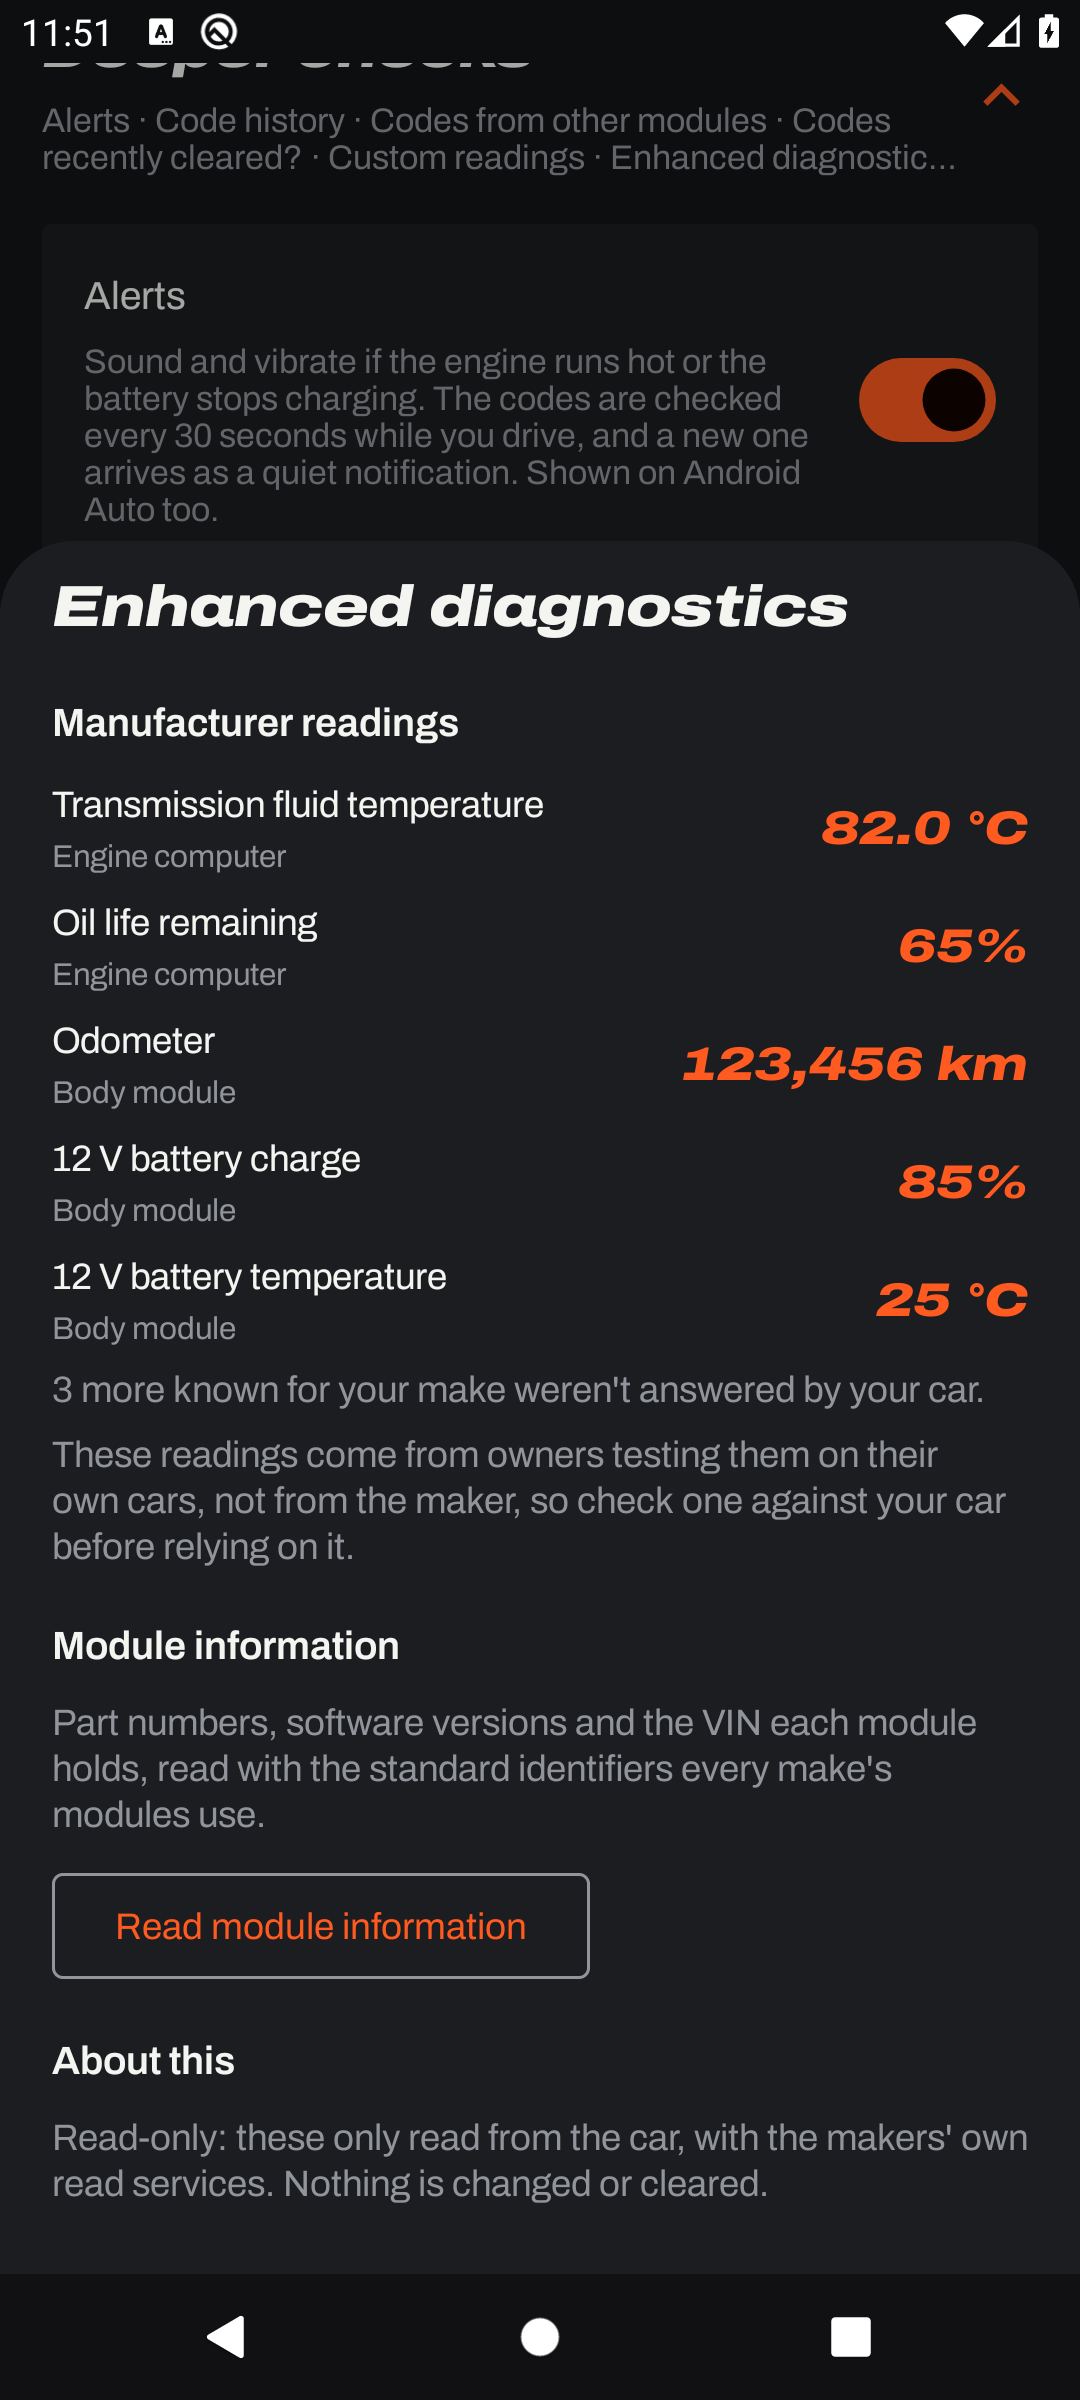 11:51
Deeper checks
Alerts · Code history · Codes from other modules · Codes
recently cleared? · Custom readings · Enhanced diagnostic...
Alerts
Sound and vibrate if the engine runs hot or the
battery stops charging. The codes are checked
every 30 seconds while you drive, and a new one
arrives as a quiet notification. Shown on Android
Auto too.
Enhanced diagnostics
Manufacturer readings
Transmission fluid temperature
Engine computer
82.0 °C
Oil life remaining
Engine computer
65%
Odometer
Body module
123,456 km
12 V battery charge
Body module
85%
12 V battery temperature
Body module
25 °C
3 more known for your make weren't answered by your car.
These readings come from owners testing them on their
own cars, not from the maker, so check one against your car
before relying on it.
Module information
Part numbers, software versions and the VIN each module
holds, read with the standard identifiers every make's
modules use.
Read module information
About this
Read-only: these only read from the car, with the makers' own
read services. Nothing is changed or cleared.